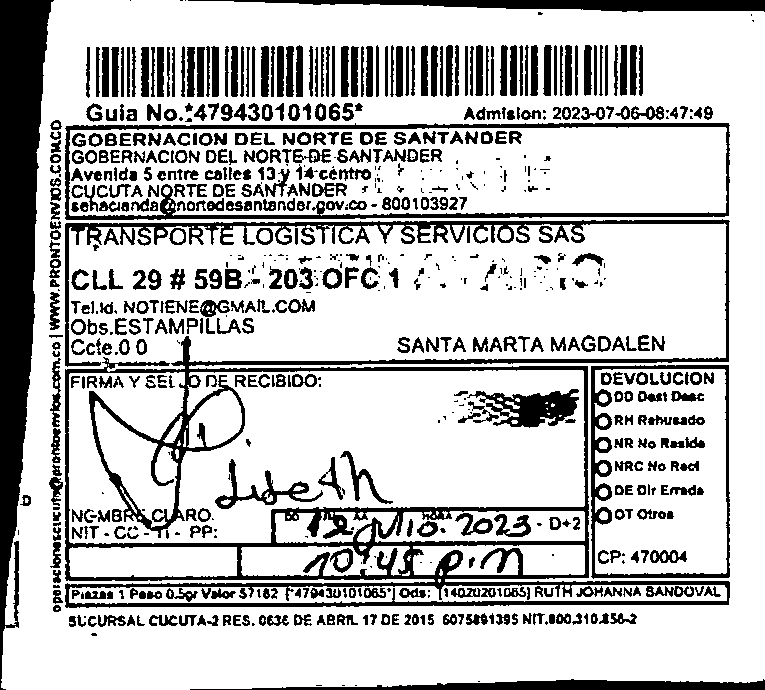 Guia No.*479430101065*
Admision: 2023-07-06-08:47:49
GOBERNACION DEL NORTE DE SANTANDER
GOBERNACION DEL NORTE DE SANTANDER
Avenida 5 entre calles 13 y 14 centro
CUCUTA NORTE DE SANTANDER
sehacianda@nortedesantander.gov.co - 800103927
TRANSPORTE LOGISTICA Y SERVICIOS SAS
CLL 29 # 59B - 203 OFC 1
Tel.Id. NOTIENE@GMAIL.COM
Obs.ESTAMPILLAS
Ccte.0 0
SANTA MARTA MAGDALEN
FIRMA Y SELLO DE RECIBIDO:
Liseth
NOMBRE CLARO.
NIT - CC - TI - PP:
12 Julio. 2023 - D+2
10:45 p.m
DEVOLUCION
DD Dest Desc
RH Rehusado
NR No Reside
NRC No Recl
DE Dir Errada
OT Otros
CP: 470004
Piezas 1 Peso 0.5gr Valor $7182 [*479430101065*] Ods: [14020201065] RUTH JOHANNA SANDOVAL
SUCURSAL CUCUTA-2 RES. 0636 DE ABRIL 17 DE 2015 6075891395 NIT.800.310.856-2
operacionescucuta@prontoenvios.com.co | WWW.PRONTOENVIOS.COM.CO